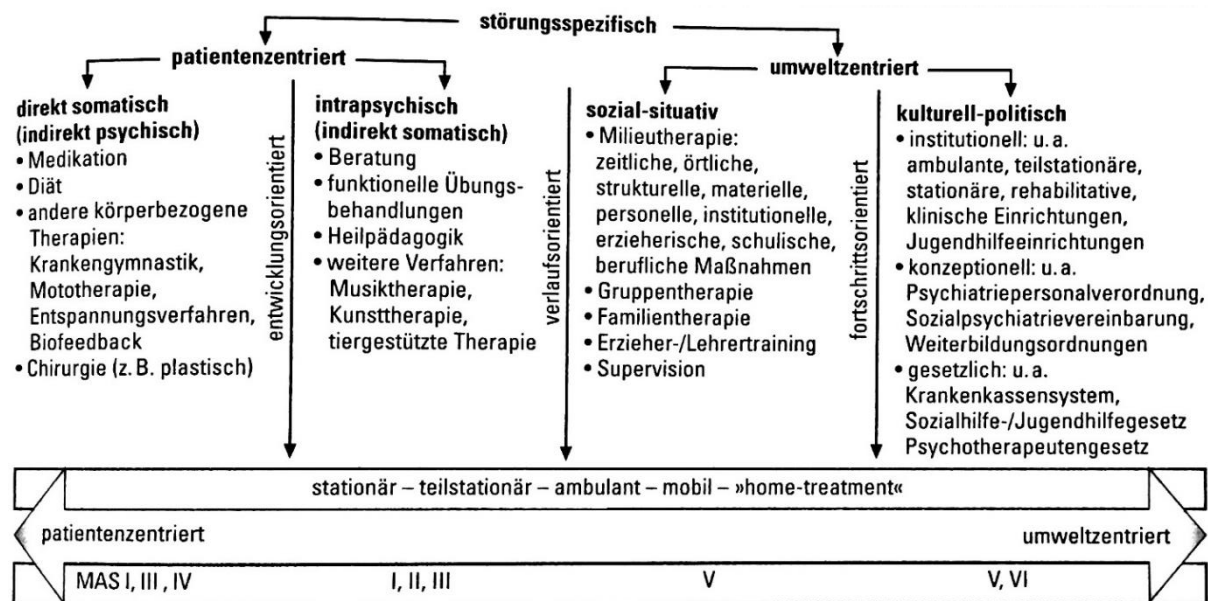 störungsspezifisch
patientenzentriert
umweltzentriert
direkt somatisch
(indirekt psychisch)
• Medikation
• Diät
• andere körperbezogene
Therapien:
Krankengymnastik,
Mototherapie,
Entspannungsverfahren,
Biofeedback
• Chirurgie (z. B. plastisch)
entwicklungsorientiert
intrapsychisch
(indirekt somatisch)
• Beratung
• funktionelle Übungs-
behandlungen
• Heilpädagogik
• weitere Verfahren:
Musiktherapie,
Kunsttherapie,
tiergestützte Therapie
verlaufsorientiert
sozial-situativ
• Milieutherapie:
zeitliche, örtliche,
strukturelle, materielle,
personelle, institutionelle,
erzieherische, schulische,
berufliche Maßnahmen
• Gruppentherapie
• Familientherapie
• Erzieher-/Lehrertraining
• Supervision
fortschrittsorientiert
kulturell-politisch
• institutionell: u. a.
ambulante, teilstationäre,
stationäre, rehabilitative,
klinische Einrichtungen,
Jugendhilfeeinrichtungen
• konzeptionell: u. a.
Psychiatriepersonalverordnung,
Sozialpsychiatrievereinbarung,
Weiterbildungsordnungen
• gesetzlich: u. a.
Krankenkassensystem,
Sozialhilfe-/Jugendhilfegesetz
Psychotherapeutengesetz
stationär – teilstationär – ambulant – mobil – »home-treatment«
patientenzentriert
umweltzentriert
MAS I, III , IV
I, II, III
V
V, VI